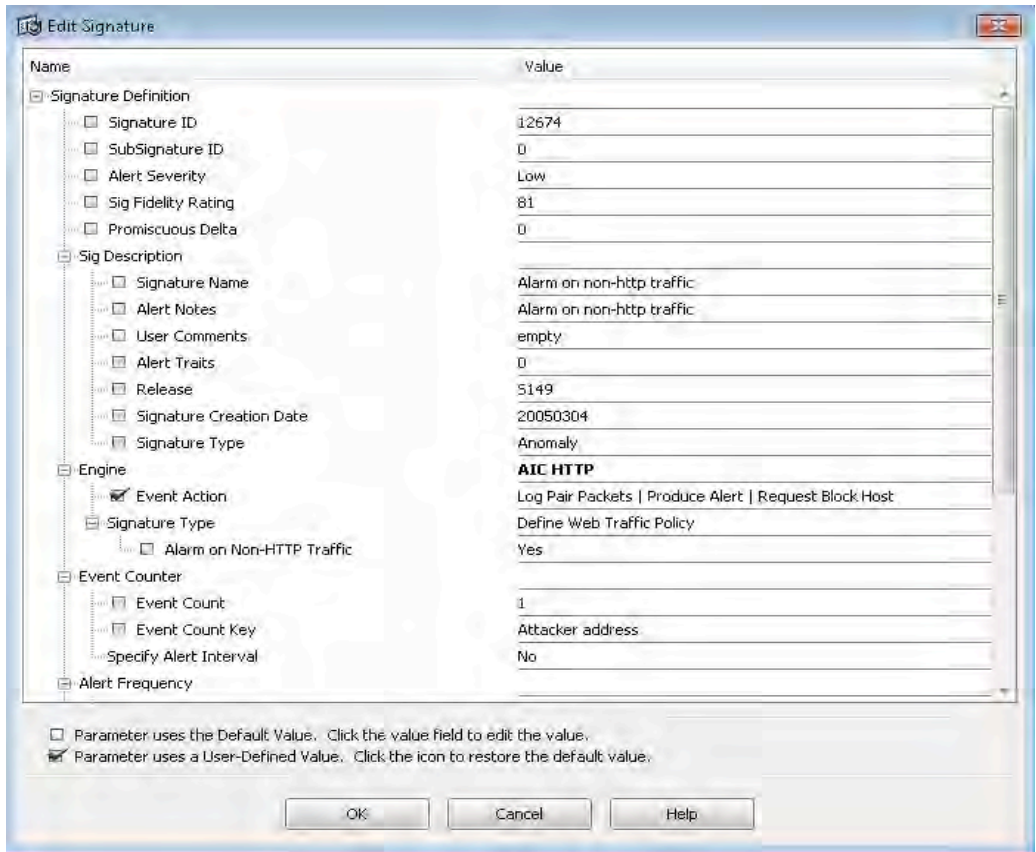 Edit Signature
Name Value
Signature Definition
Signature ID 12674
SubSignature ID 0
Alert Severity Low
Sig Fidelity Rating 81
Promiscuous Delta 0
Sig Description
Signature Name Alarm on non-http traffic
Alert Notes Alarm on non-http traffic
User Comments empty
Alert Traits 0
Release S149
Signature Creation Date 20050304
Signature Type Anomaly
Engine AIC HTTP
Event Action Log Pair Packets | Produce Alert | Request Block Host
Signature Type Define Web Traffic Policy
Alarm on Non-HTTP Traffic Yes
Event Counter
Event Count 1
Event Count Key Attacker address
Specify Alert Interval No
Alert Frequency
Parameter uses the Default Value. Click the value field to edit the value.
Parameter uses a User-Defined Value. Click the icon to restore the default value.
OK Cancel Help